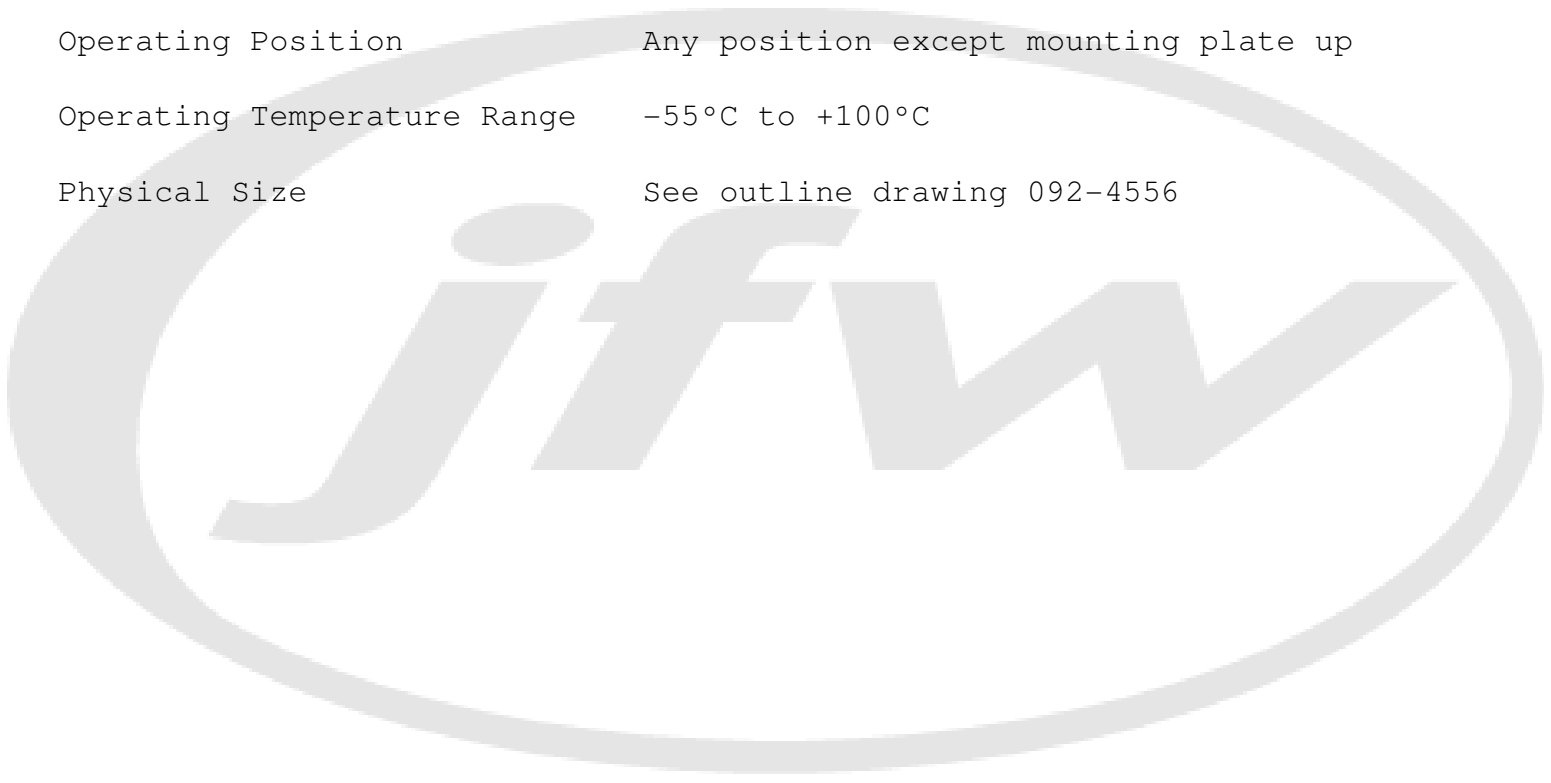 Operating Position Any position except mounting plate up
Operating Temperature Range -55°C to +100°C
Physical Size See outline drawing 092-4556
jfw